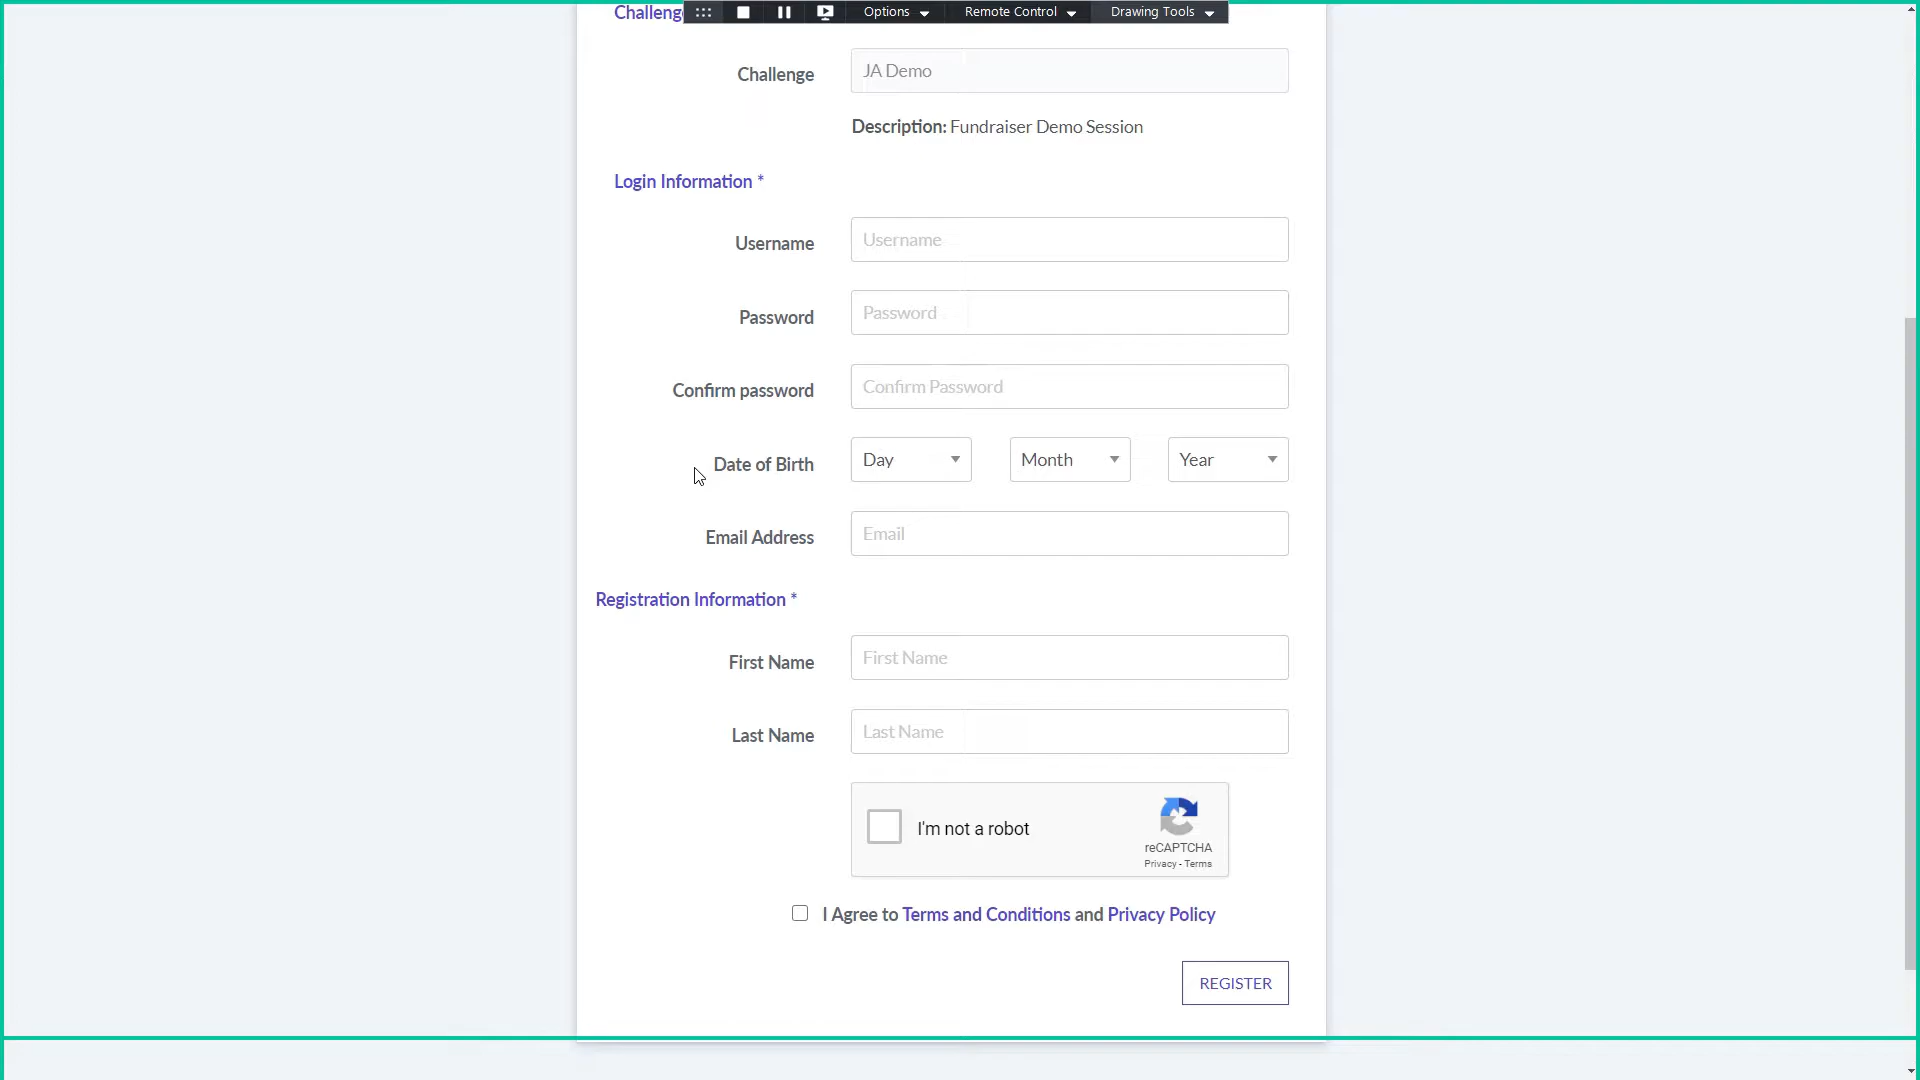 Options
Remote Control
Drawing Tools
Challenge
JA Demo
Description: Fundraiser Demo Session
Login Information *
Username
Username
Password
Password
Confirm password
Confirm Password
Date of Birth
Day
Month
Year
Email Address
Email
Registration Information *
First Name
First Name
Last Name
Last Name
I'm not a robot
reCAPTCHA
Privacy - Terms
I Agree to Terms and Conditions and Privacy Policy
REGISTER